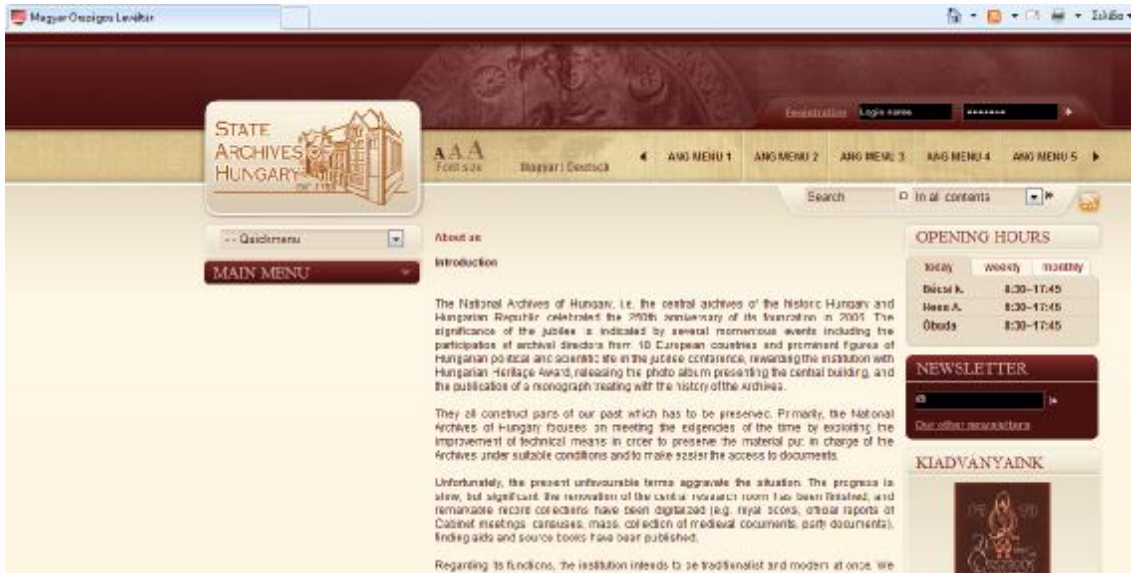 Magyar Országos Levéltár
Σελίδα
Registration
Login name
STATE
ARCHIVES OF
HUNGARY
A A A
Font size
Magyar | Deutsch
ANG MENU 1
ANG MENU 2
ANG MENU 3
ANG MENU 4
ANG MENU 5
Search
In all contents
-- Quickmenu
MAIN MENU
About us
Introduction
The National Archives of Hungary, i.e. the central archives of the historic Hungary and
Hungarian Republic celebrated the 250th anniversary of its foundation in 2006. The
significance of the jubilee is indicated by several momentous events including the
participation of archival directors from 18 European countries and prominent figures of
Hungarian political and scientific life in the jubilee conference, rewarding the institution with
Hungarian Heritage Award, releasing the photo album presenting the central building, and
the publication of a monograph treating with the history of the Archives.
They all construct parts of our past which has to be preserved. Primarily, the National
Archives of Hungary focuses on meeting the exigencies of the time by exploiting the
improvement of technical means in order to preserve the material put in charge of the
Archives under suitable conditions and to make easier the access to documents.
Unfortunately, the present unfavourable terms aggravate the situation. The progress is
slow, but significant: the renovation of the central research room has been finished, and
remarkable record collections have been digitalized (e.g. royal books, official reports of
Cabinet meetings, censuses, maps, collection of medieval documents, party documents),
finding aids and source books have been published.
Regarding its functions, the institution intends to be traditionalist and modern at once. We
OPENING HOURS
today weekly monthly
Bécsi k. 8:30–17:45
Hess A. 8:30–17:45
Óbuda 8:30–17:45
NEWSLETTER
@
Our other newsletters
KIADVÁNYAINK